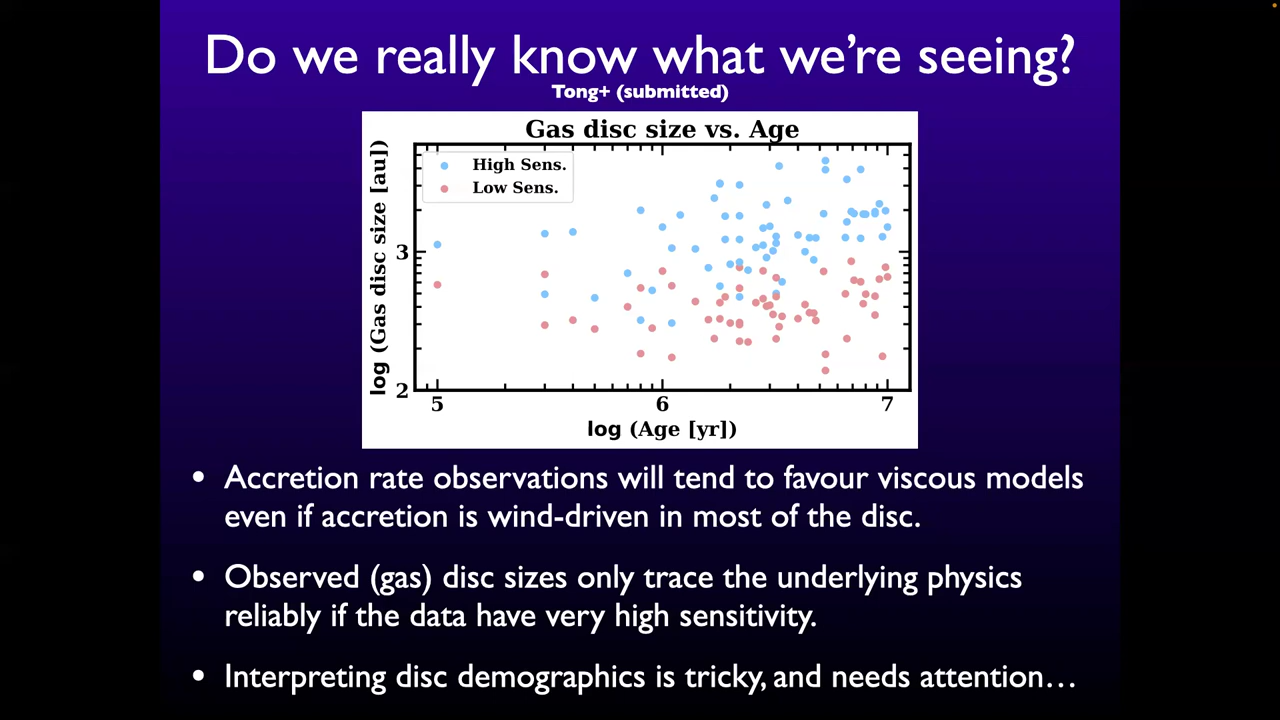 Do we really know what we're seeing?
Tong+ (submitted)
Gas disc size vs. Age
High Sens.
Low Sens.
log (Gas disc size [au])
3
2
5 6 7
log (Age [yr])
• Accretion rate observations will tend to favour viscous models
even if accretion is wind-driven in most of the disc.
• Observed (gas) disc sizes only trace the underlying physics
reliably if the data have very high sensitivity.
• Interpreting disc demographics is tricky, and needs attention…